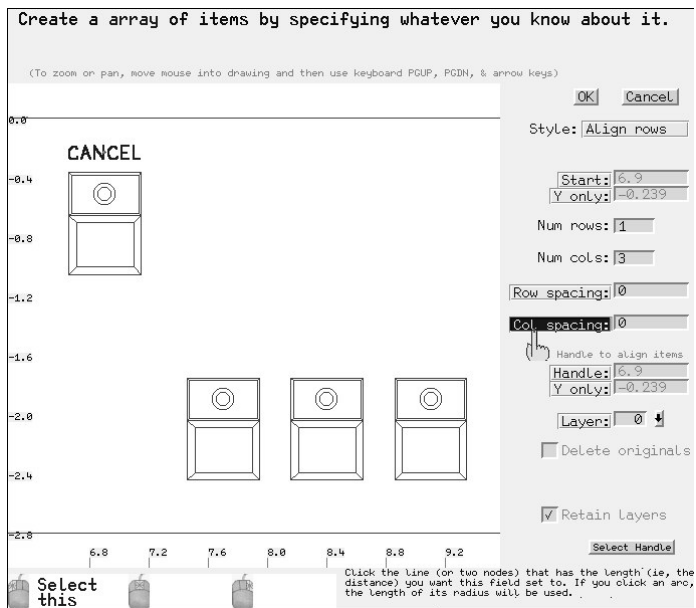 Create a array of items by specifying whatever you know about it.
(To zoom or pan, move mouse into drawing and then use keyboard PGUP, PGDN, & arrow keys)
OK Cancel
Style: Align rows
Start: 6.9
Y only: -0.239
Num rows: 1
Num cols: 3
Row spacing: 0
Col spacing: 0
Handle to align items
Handle: 6.9
Y only: -0.239
Layer: 0
Delete originals
Retain Layers
Select Handle
0.0
CANCEL
-0.4
-0.8
-1.2
-1.6
-2.0
-2.4
-2.8
6.8 7.2 7.6 8.0 8.4 8.8 9.2
Select
this
Click the line (or two nodes) that has the length (ie, the
distance) you want this field set to. If you click an arc,
the length of its radius will be used.